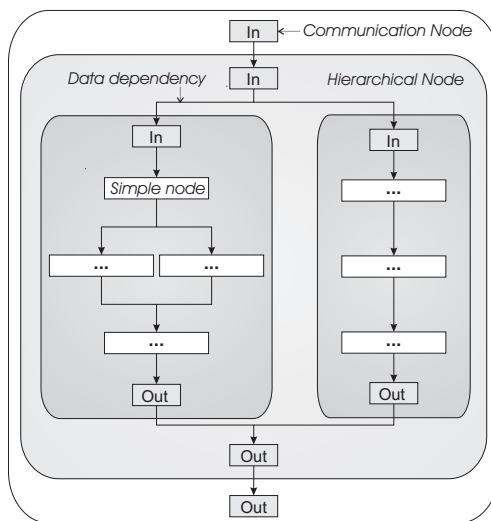 In
Communication Node
In
Data dependency
Hierarchical Node
In
In
Simple node
...
...
...
...
...
...
Out
Out
Out
Out